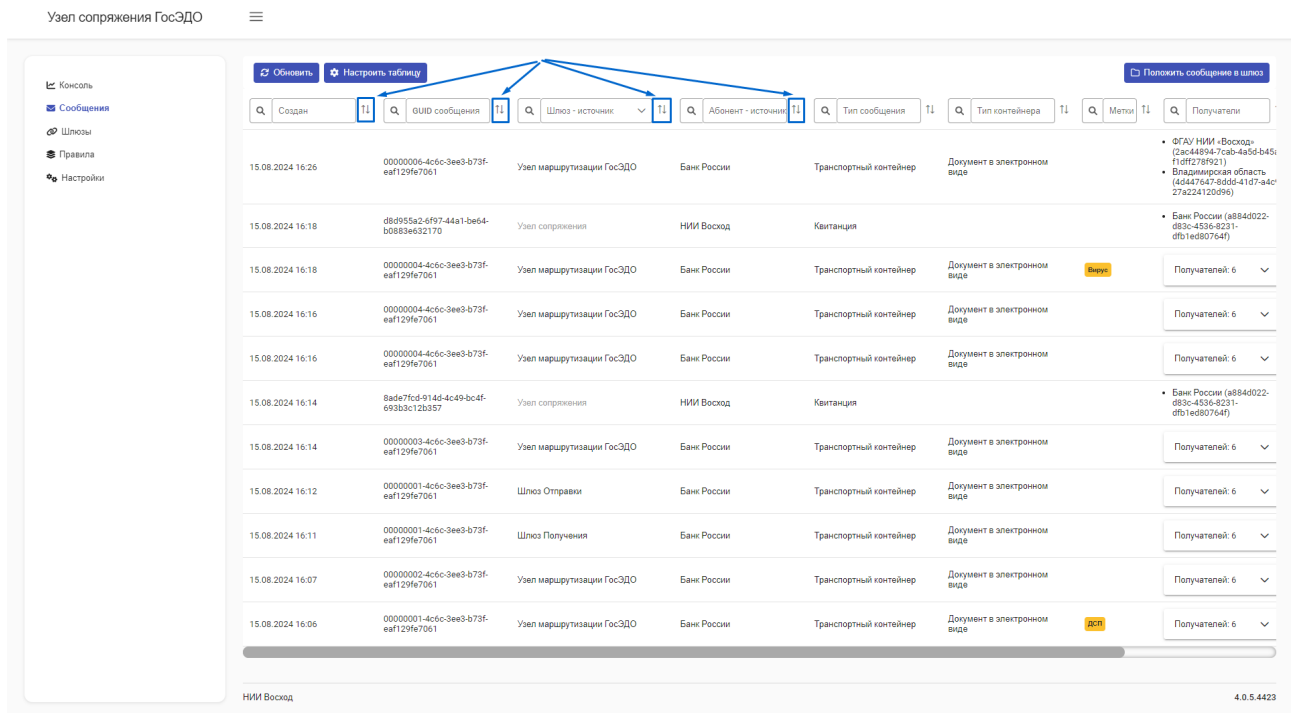 Узел сопряжения ГосЭДО
Обновить
Настроить таблицу
Положить сообщение в шлюз
Консоль
Сообщения
Шлюзы
Правила
Настройки
Создан
GUID сообщения
Шлюз - источник
Абонент - источник
Тип сообщения
Тип контейнера
Метки
Получатели
15.08.2024 16:26
00000006-4c6c-3ee3-b73f-
eaf129fe7061
Узел маршрутизации ГосЭДО
Банк России
Транспортный контейнер
Документ в электронном
виде
ФГАУ НИИ «Восход»
(2ac44894-7cab-4a5d-b45a
f1dff278f921)
Владимирская область
(4d447647-8ddd-41d7-a4c
27a224120d96)
15.08.2024 16:18
d8d955a2-6f97-44a1-be64-
b0883e632170
Узел сопряжения
НИИ Восход
Квитанция
Банк России (a884d022-
d83c-4536-8231-
dfb1ed80764f)
15.08.2024 16:18
00000004-4c6c-3ee3-b73f-
eaf129fe7061
Узел маршрутизации ГосЭДО
Банк России
Транспортный контейнер
Документ в электронном
виде
Вирус
Получателей: 6
15.08.2024 16:16
00000004-4c6c-3ee3-b73f-
eaf129fe7061
Узел маршрутизации ГосЭДО
Банк России
Транспортный контейнер
Документ в электронном
виде
Получателей: 6
15.08.2024 16:16
00000004-4c6c-3ee3-b73f-
eaf129fe7061
Узел маршрутизации ГосЭДО
Банк России
Транспортный контейнер
Документ в электронном
виде
Получателей: 6
15.08.2024 16:14
8ade7fcd-914d-4c49-bc4f-
693b3c12b357
Узел сопряжения
НИИ Восход
Квитанция
Банк России (a884d022-
d83c-4536-8231-
dfb1ed80764f)
15.08.2024 16:14
00000003-4c6c-3ee3-b73f-
eaf129fe7061
Узел маршрутизации ГосЭДО
Банк России
Транспортный контейнер
Документ в электронном
виде
Получателей: 6
15.08.2024 16:12
00000001-4c6c-3ee3-b73f-
eaf129fe7061
Шлюз Отправки
Банк России
Транспортный контейнер
Документ в электронном
виде
Получателей: 6
15.08.2024 16:11
00000001-4c6c-3ee3-b73f-
eaf129fe7061
Шлюз Получения
Банк России
Транспортный контейнер
Документ в электронном
виде
Получателей: 6
15.08.2024 16:07
00000002-4c6c-3ee3-b73f-
eaf129fe7061
Узел маршрутизации ГосЭДО
Банк России
Транспортный контейнер
Документ в электронном
виде
Получателей: 6
15.08.2024 16:06
00000001-4c6c-3ee3-b73f-
eaf129fe7061
Узел маршрутизации ГосЭДО
Банк России
Транспортный контейнер
Документ в электронном
виде
ДСП
Получателей: 6
НИИ Восход
4.0.5.4423